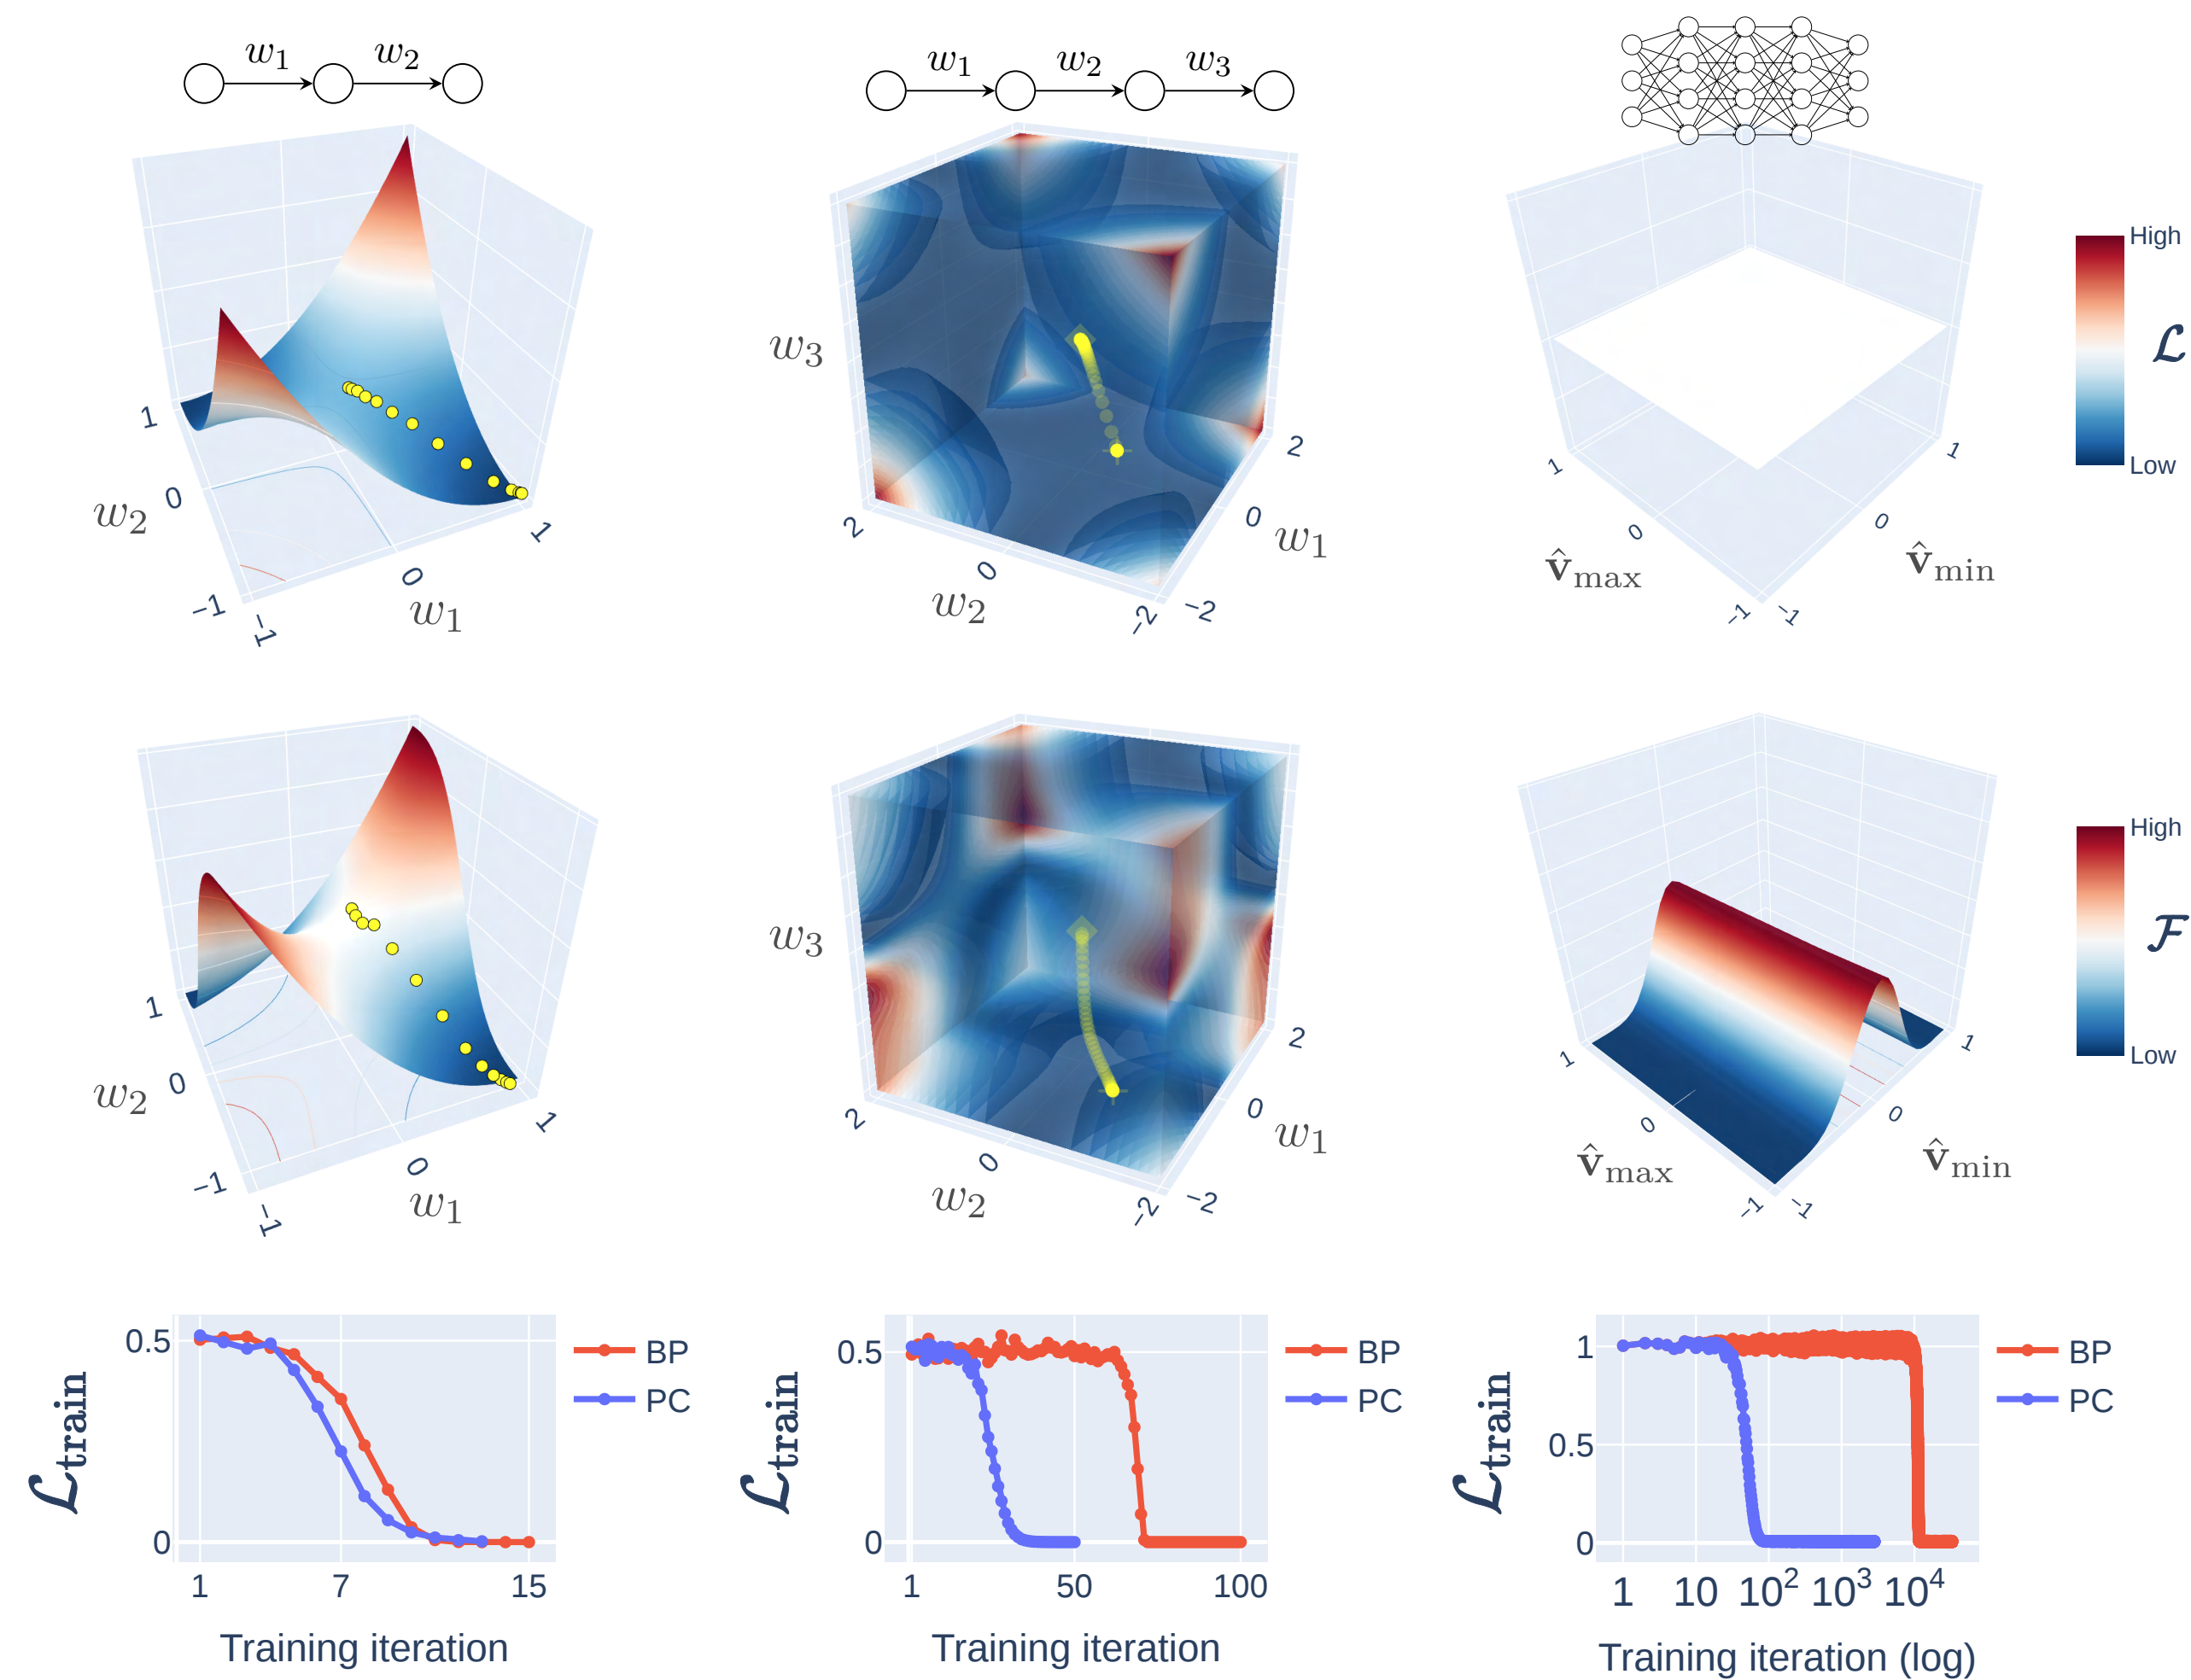 w1 w2
w1 w2 w3
1
0
w2
−1
−1
0
w1
1
w3
2
0
w2
−2
−2
0
w1
2
1
0
v̂max
−1
−1
0
v̂min
1
High
ℒ
Low
1
0
w2
−1
−1
0
w1
1
w3
2
0
w2
−2
−2
0
w1
2
1
0
v̂max
−1
−1
0
v̂min
1
High
ℱ
Low
ℒtrain
0.5
0
1 7 15
Training iteration
BP
PC
ℒtrain
0.5
0
1 50 100
Training iteration
BP
PC
ℒtrain
1
0.5
0
1 10 10² 10³ 10⁴
Training iteration (log)
BP
PC